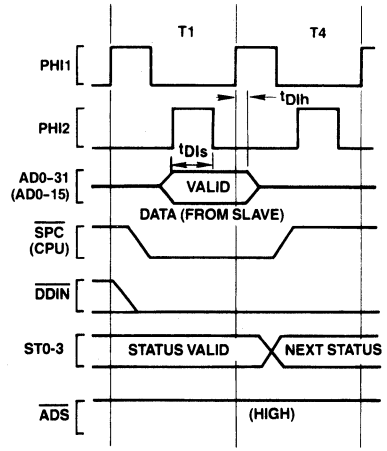 T1 T4
PHI1
tDIh
PHI2
tDIs
AD0-31
(AD0-15)
VALID
DATA (FROM SLAVE)
SPC
(CPU)
DDIN
ST0-3
STATUS VALID
NEXT STATUS
ADS
(HIGH)